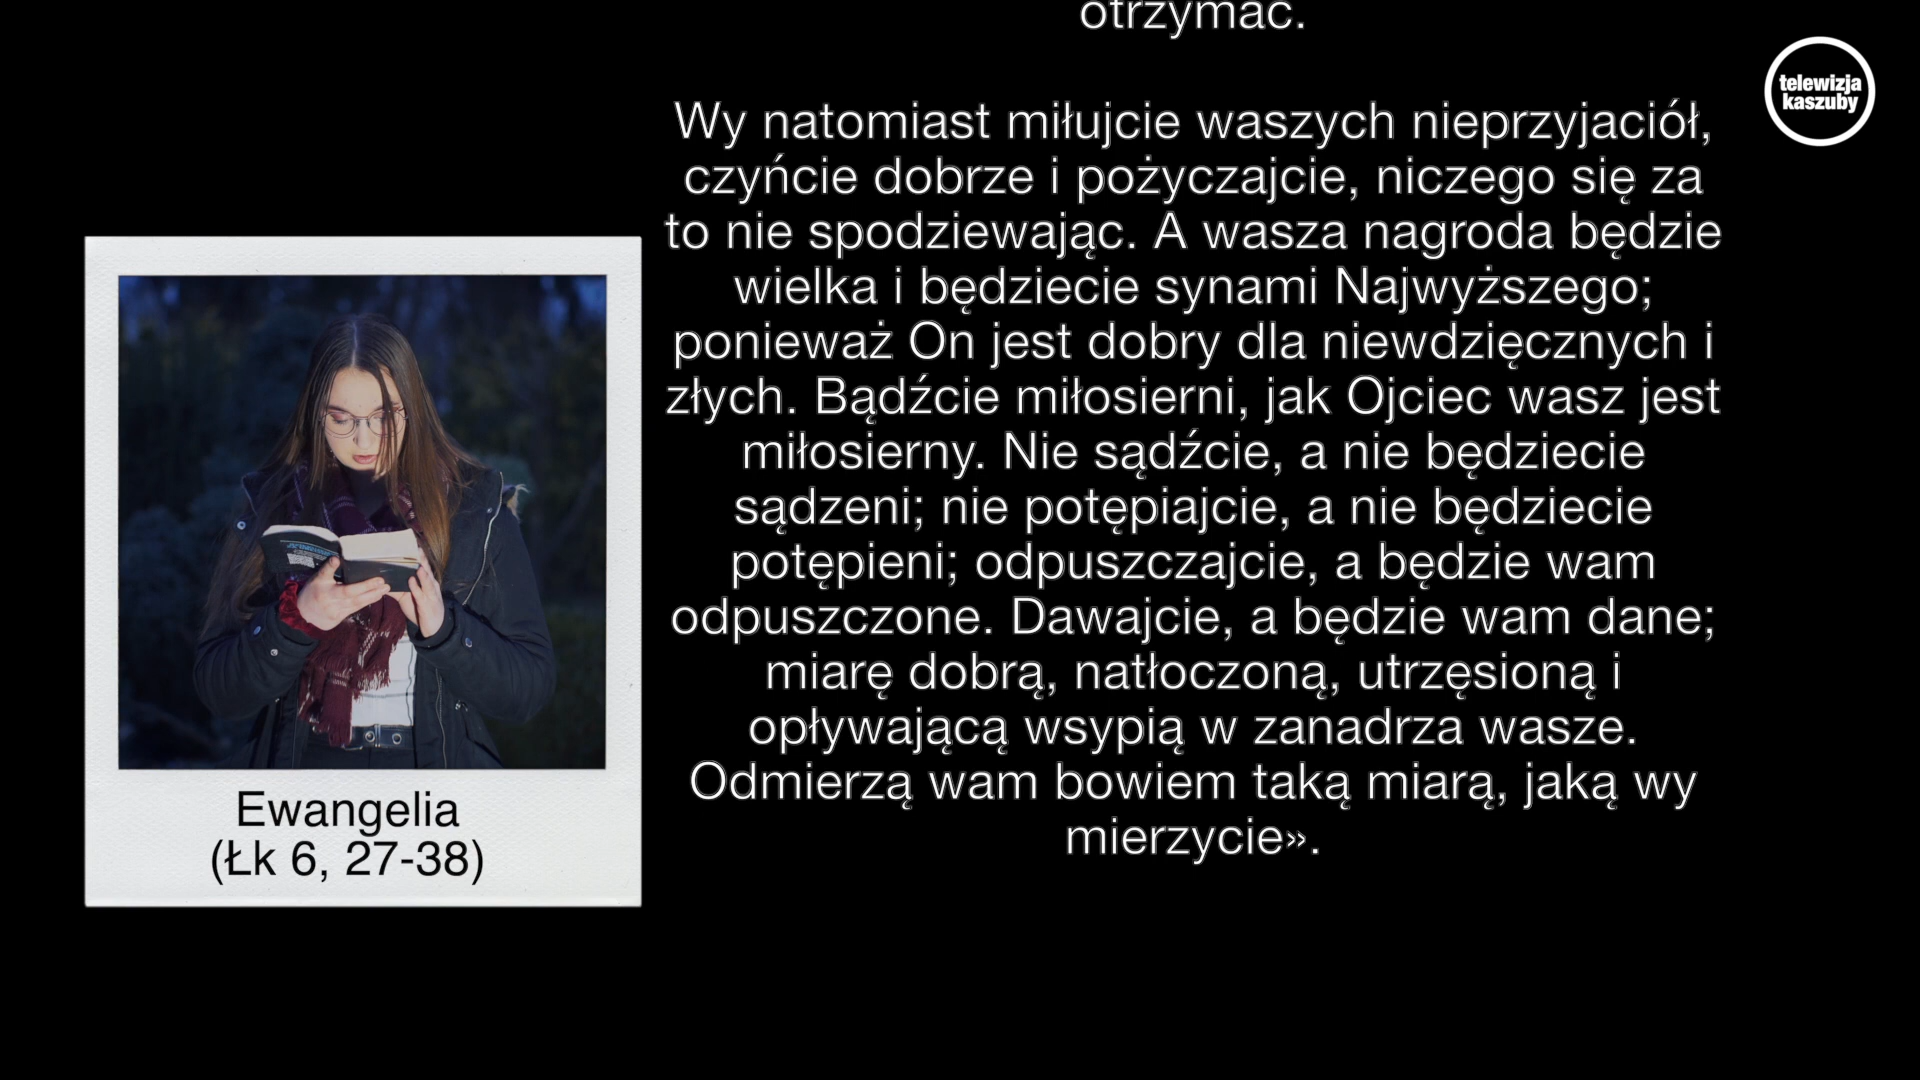 otrzymać.
Wy natomiast miłujcie waszych nieprzyjaciół,
czyńcie dobrze i pożyczajcie, niczego się za
to nie spodziewając. A wasza nagroda będzie
wielka i będziecie synami Najwyższego;
ponieważ On jest dobry dla niewdzięcznych i
złych. Bądźcie miłosierni, jak Ojciec wasz jest
miłosierny. Nie sądźcie, a nie będziecie
sądzeni; nie potępiajcie, a nie będziecie
potępieni; odpuszczajcie, a będzie wam
odpuszczone. Dawajcie, a będzie wam dane;
miarę dobrą, natłoczoną, utrzęsioną i
opływającą wsypią w zanadrza wasze.
Odmierzą wam bowiem taką miarą, jaką wy
mierzycie».
Ewangelia
(Łk 6, 27-38)
telewizja
kaszuby